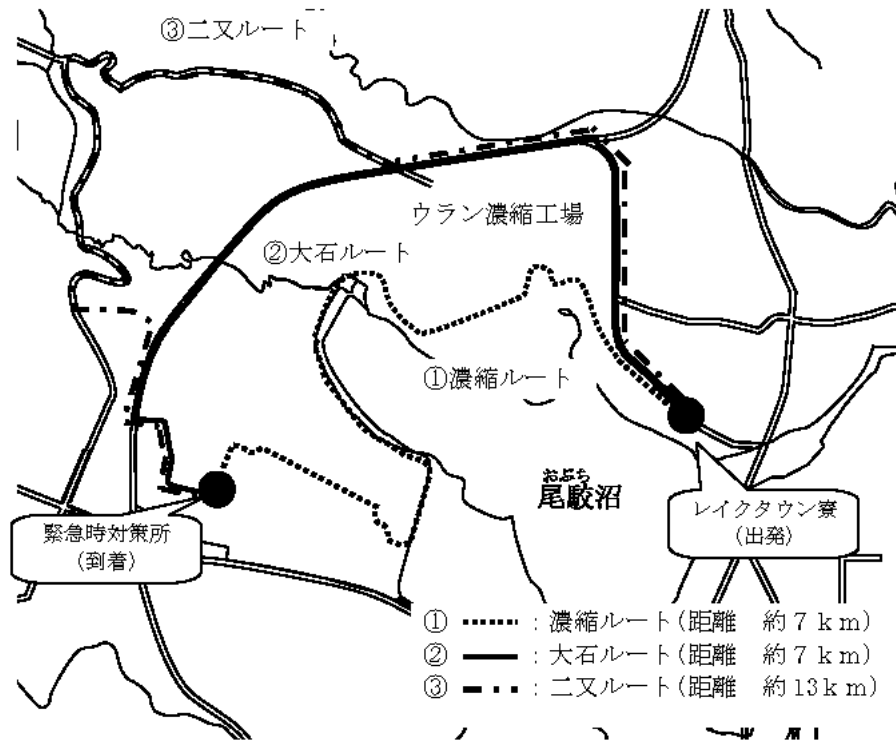 ③二又ルート
ウラン濃縮工場
②大石ルート
①濃縮ルート
おぶち
尾駮沼
レイクタウン寮
(出発)
緊急時対策所
(到着)
① : 濃縮ルート(距離 約7km)
② : 大石ルート(距離 約7km)
③ : 二又ルート(距離 約13km)